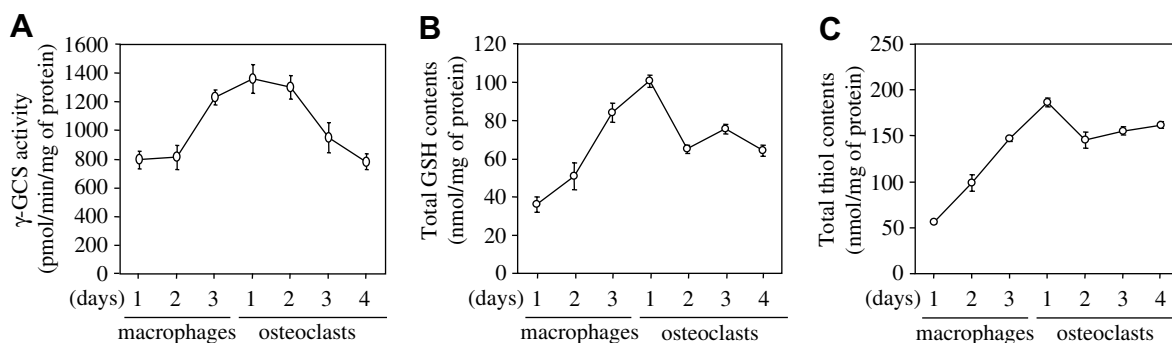 A
γ-GCS activity
(pmol/min/mg of protein)
1600
1400
1200
1000
800
600
400
200
0
(days) 1 2 3 1 2 3 4
macrophages osteoclasts
B
Total GSH contents
(nmol/mg of protein)
120
100
80
60
40
20
0
(days) 1 2 3 1 2 3 4
macrophages osteoclasts
C
Total thiol contents
(nmol/mg of protein)
250
200
150
100
50
0
(days) 1 2 3 1 2 3 4
macrophages osteoclasts